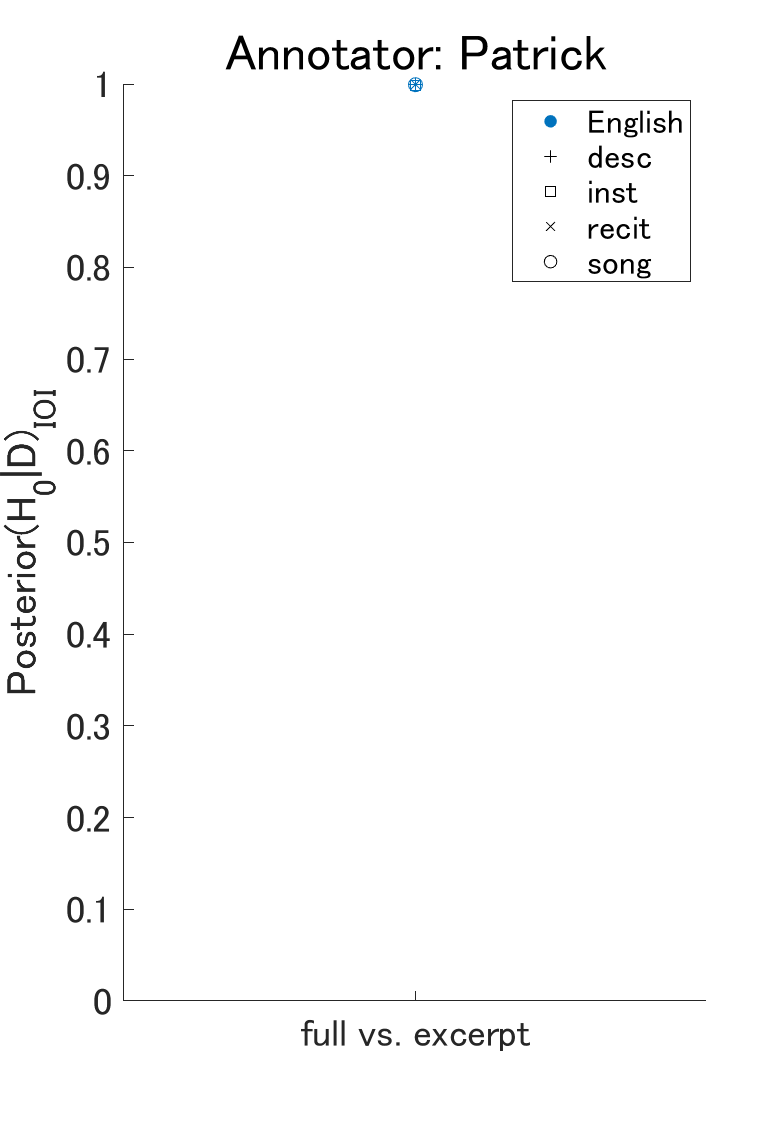 Annotator: Patrick
1
0.9
0.8
0.7
0.6
0.5
0.4
0.3
0.2
0.1
0
Posterior(H0|D)IOI
English
desc
inst
recit
song
full vs. excerpt